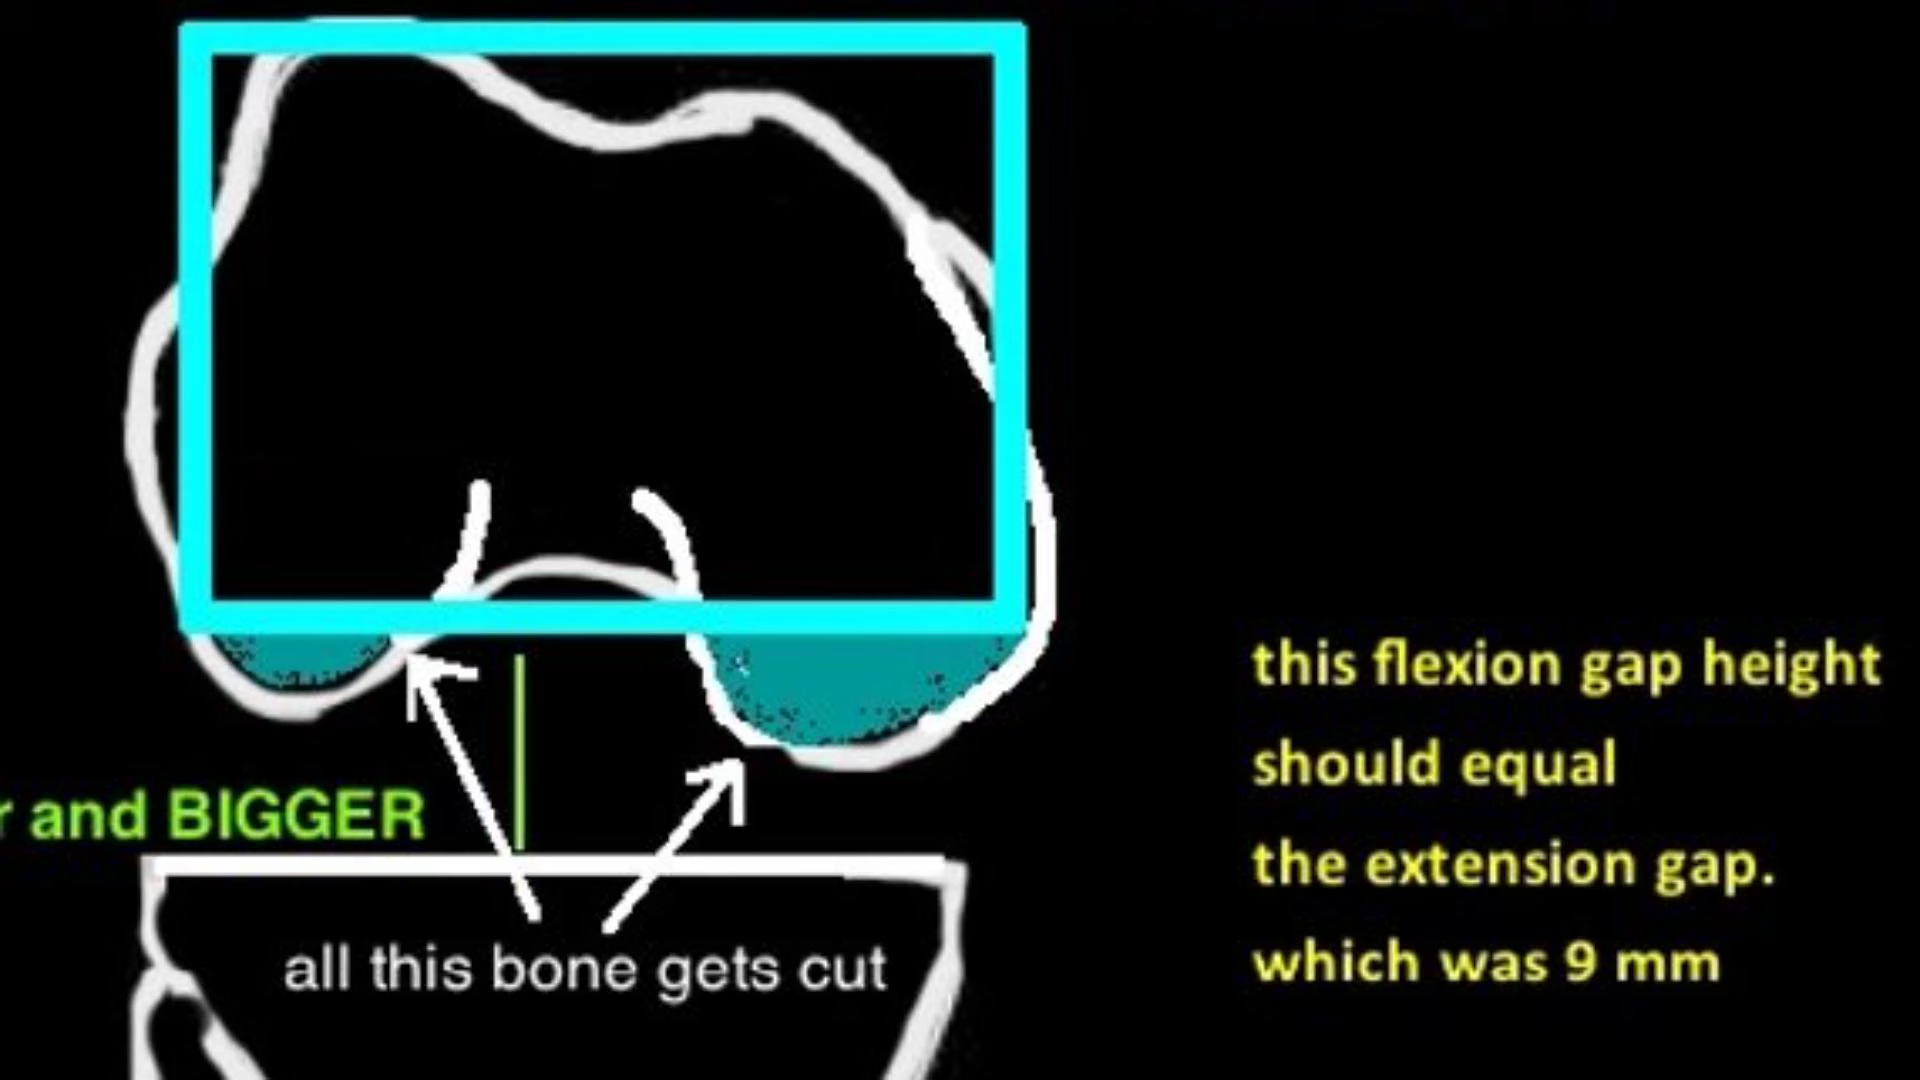 this flexion gap height
should equal
and BIGGER
the extension gap.
which was 9 mm
all this bone gets cut